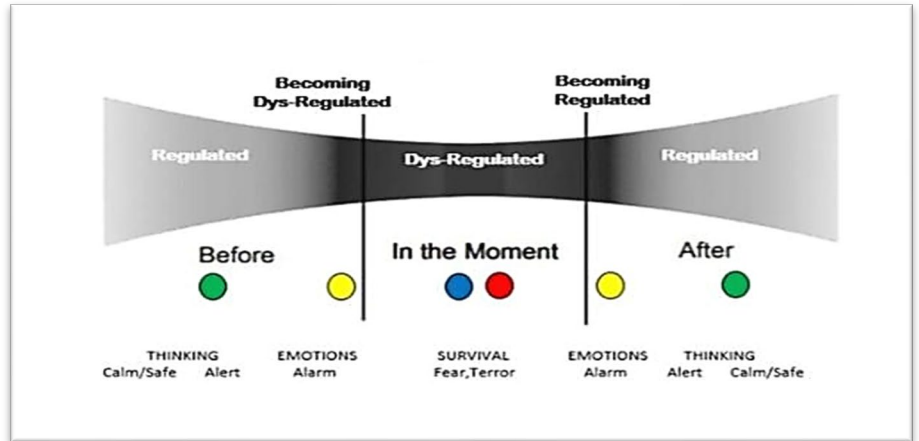 Becoming
Dys-Regulated
Becoming
Regulated
Regulated
Dys-Regulated
Regulated
Before
In the Moment
After
THINKING
Calm/Safe Alert
EMOTIONS
Alarm
SURVIVAL
Fear,Terror
EMOTIONS
Alarm
THINKING
Alert Calm/Safe